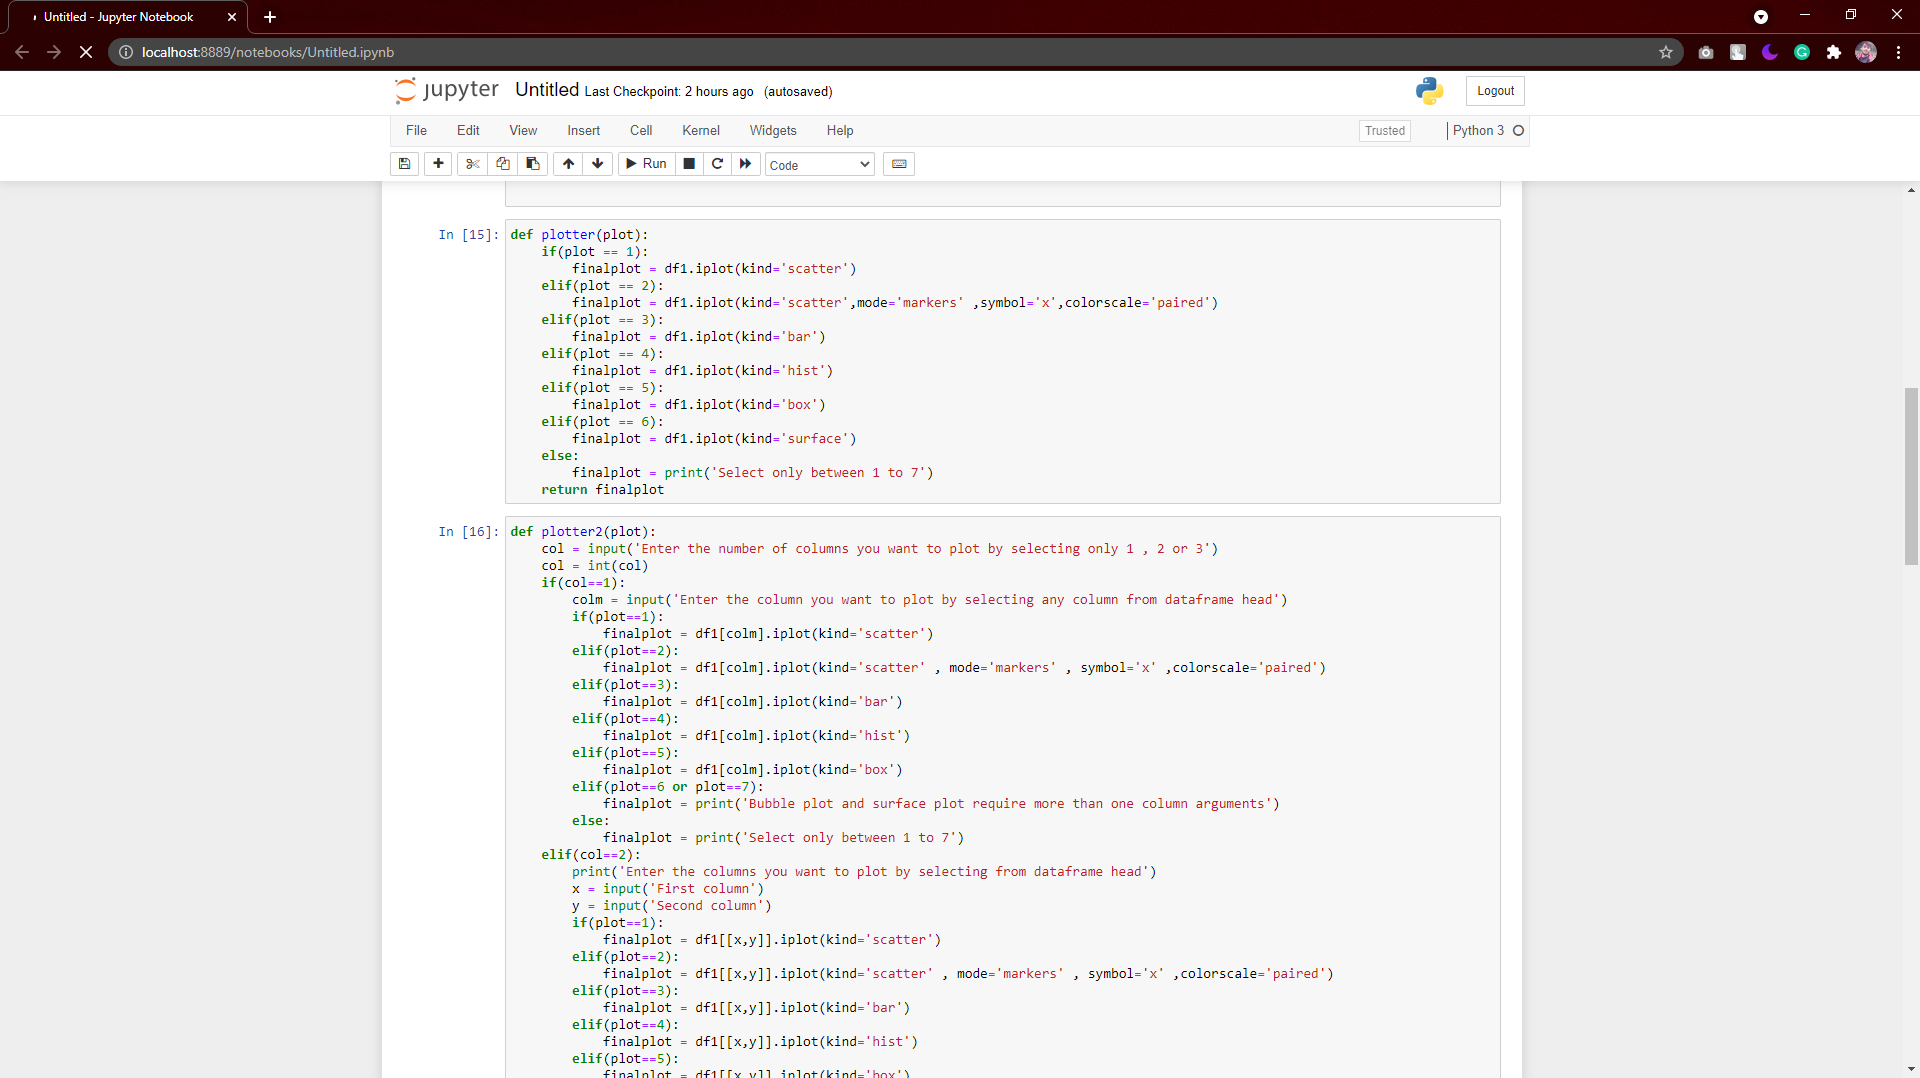 Untitled - Jupyter Notebook
localhost:8889/notebooks/Untitled.ipynb
jupyter Untitled Last Checkpoint: 2 hours ago (autosaved)
Logout
File Edit View Insert Cell Kernel Widgets Help
Trusted
Python 3
Run
Code
In [15]:
def plotter(plot):
    if(plot == 1):
        finalplot = df1.iplot(kind='scatter')
    elif(plot == 2):
        finalplot = df1.iplot(kind='scatter',mode='markers' ,symbol='x',colorscale='paired')
    elif(plot == 3):
        finalplot = df1.iplot(kind='bar')
    elif(plot == 4):
        finalplot = df1.iplot(kind='hist')
    elif(plot == 5):
        finalplot = df1.iplot(kind='box')
    elif(plot == 6):
        finalplot = df1.iplot(kind='surface')
    else:
        finalplot = print('Select only between 1 to 7')
    return finalplot
In [16]:
def plotter2(plot):
    col = input('Enter the number of columns you want to plot by selecting only 1 , 2 or 3')
    col = int(col)
    if(col==1):
        colm = input('Enter the column you want to plot by selecting any column from dataframe head')
        if(plot==1):
            finalplot = df1[colm].iplot(kind='scatter')
        elif(plot==2):
            finalplot = df1[colm].iplot(kind='scatter' , mode='markers' , symbol='x' ,colorscale='paired')
        elif(plot==3):
            finalplot = df1[colm].iplot(kind='bar')
        elif(plot==4):
            finalplot = df1[colm].iplot(kind='hist')
        elif(plot==5):
            finalplot = df1[colm].iplot(kind='box')
        elif(plot==6 or plot==7):
            finalplot = print('Bubble plot and surface plot require more than one column arguments')
        else:
            finalplot = print('Select only between 1 to 7')
    elif(col==2):
        print('Enter the columns you want to plot by selecting from dataframe head')
        x = input('First column')
        y = input('Second column')
        if(plot==1):
            finalplot = df1[[x,y]].iplot(kind='scatter')
        elif(plot==2):
            finalplot = df1[[x,y]].iplot(kind='scatter' , mode='markers' , symbol='x' ,colorscale='paired')
        elif(plot==3):
            finalplot = df1[[x,y]].iplot(kind='bar')
        elif(plot==4):
            finalplot = df1[[x,y]].iplot(kind='hist')
        elif(plot==5):
            finalplot = df1[[x,y]].iplot(kind='box')